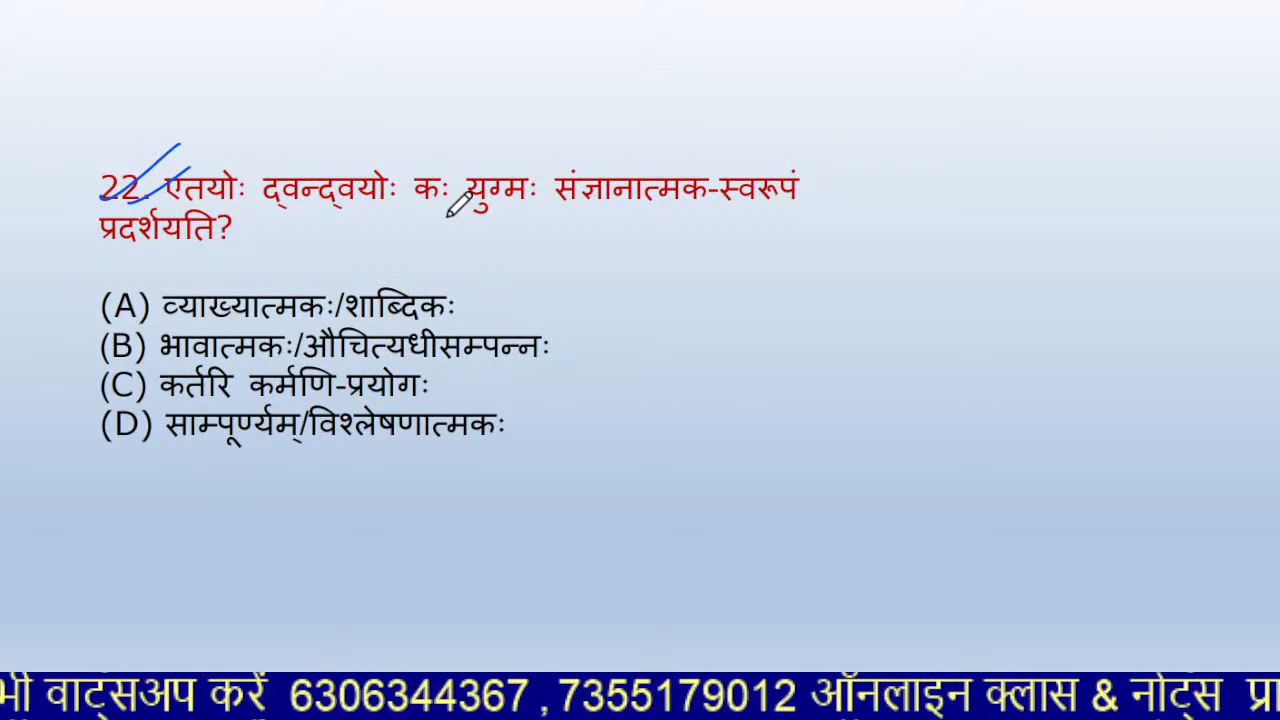 22. एतयोः द्वन्द्वयोः कः युग्मः संज्ञानात्मक-स्वरूपं
प्रदर्शयति?
(A) व्याख्यात्मकः/शाब्दिकः
(B) भावात्मकः/औचित्यधीसम्पन्नः
(C) कर्तरि कर्मणि-प्रयोगः
(D) साम्पूर्ण्यम्/विश्लेषणात्मकः
भी वाट्सअप करें 6306344367 ,7355179012 ऑनलाइन क्लास & नोट्स प्रा